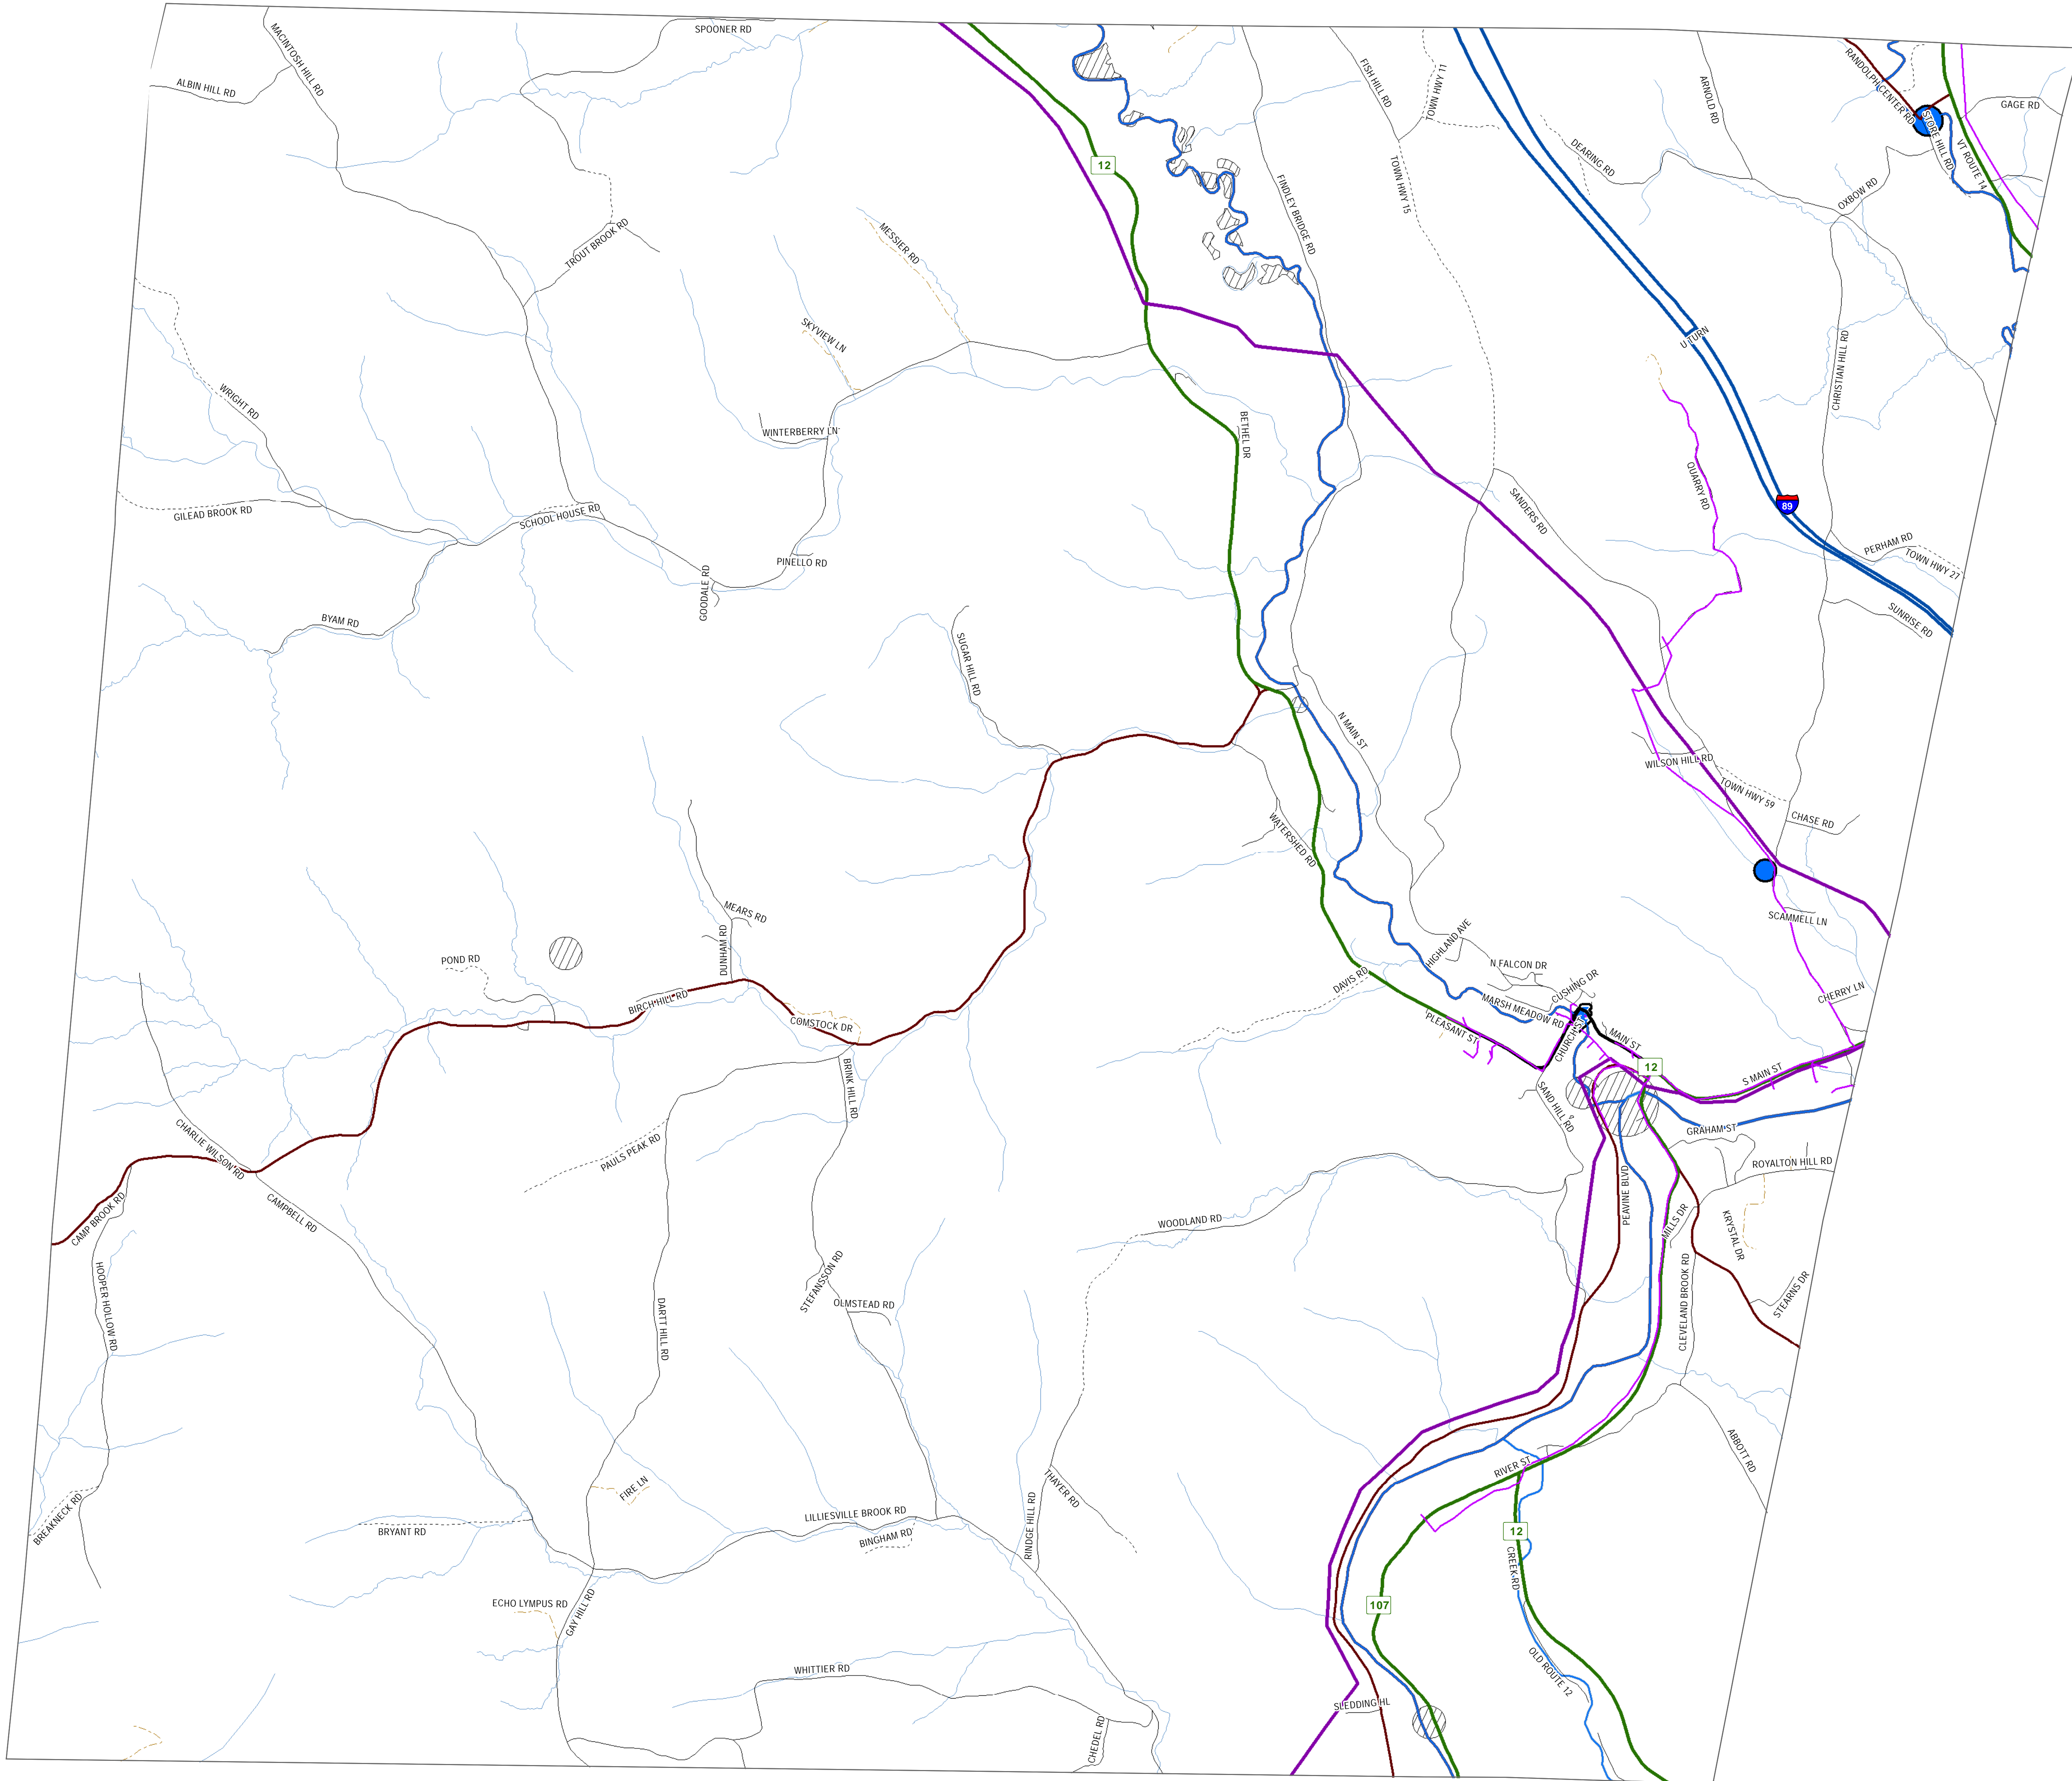 SPOONER RD
MACINTOSH HILL RD
ALBIN HILL RD
FISH HILL RD
TOWN HWY 11
ARNOLD RD
RANDOLPH CENTER RD
GAGE RD
STORE HILL RD
VT ROUTE 14
12
DEARING RD
TOWN HWY 15
OXBOW RD
FINDLEY BRIDGE RD
TROUT BROOK RD
MESSIER RD
SKYVIEW LN
U TURN
CHRISTIAN HILL RD
WRIGHT RD
WINTERBERRY LN
BETHEL DR
QUARRY RD
SANDERS RD
89
GILEAD BROOK RD
SCHOOL HOUSE RD
PERHAM RD
TOWN HWY 27
PINELLO RD
GOODALE RD
BYAM RD
SUNRISE RD
SUGAR HILL RD
N MAIN ST
WILSON HILL RD
TOWN HWY 59
CHASE RD
WATERSHED RD
MEARS RD
SCAMMELL LN
DUNHAM RD
HIGHLAND AVE
POND RD
N FALCON DR
DAVIS RD
CUSHING DR
CHERRY LN
BIRCH HILL RD
MARSH MEADOW RD
COMSTOCK DR
PLEASANT ST
CHURCH ST
MAIN ST
12
S MAIN ST
BRINK HILL RD
SAND HILL RD
GRAHAM ST
CHARLIE WILSON RD
PAULS PEAK RD
ROYALTON HILL RD
PEAVINE BLVD
CAMP BROOK RD
CAMPBELL RD
WOODLAND RD
MILLS DR
KRYSTAL DR
HOOPER HOLLOW RD
STEFANSSON RD
OLMSTEAD RD
DARTT HILL RD
CLEVELAND BROOK RD
STEARNS DR
ABBOTT RD
RIVER ST
THAYER RD
FIRE LN
BREAKNECK RD
BRYANT RD
LILLIESVILLE BROOK RD
BINGHAM RD
RINDGE HILL RD
12
CREEK RD
ECHO LYMPUS RD
GAY HILL RD
107
WHITTIER RD
OLD ROUTE 12
SLEDDING HL
CHEDEL RD